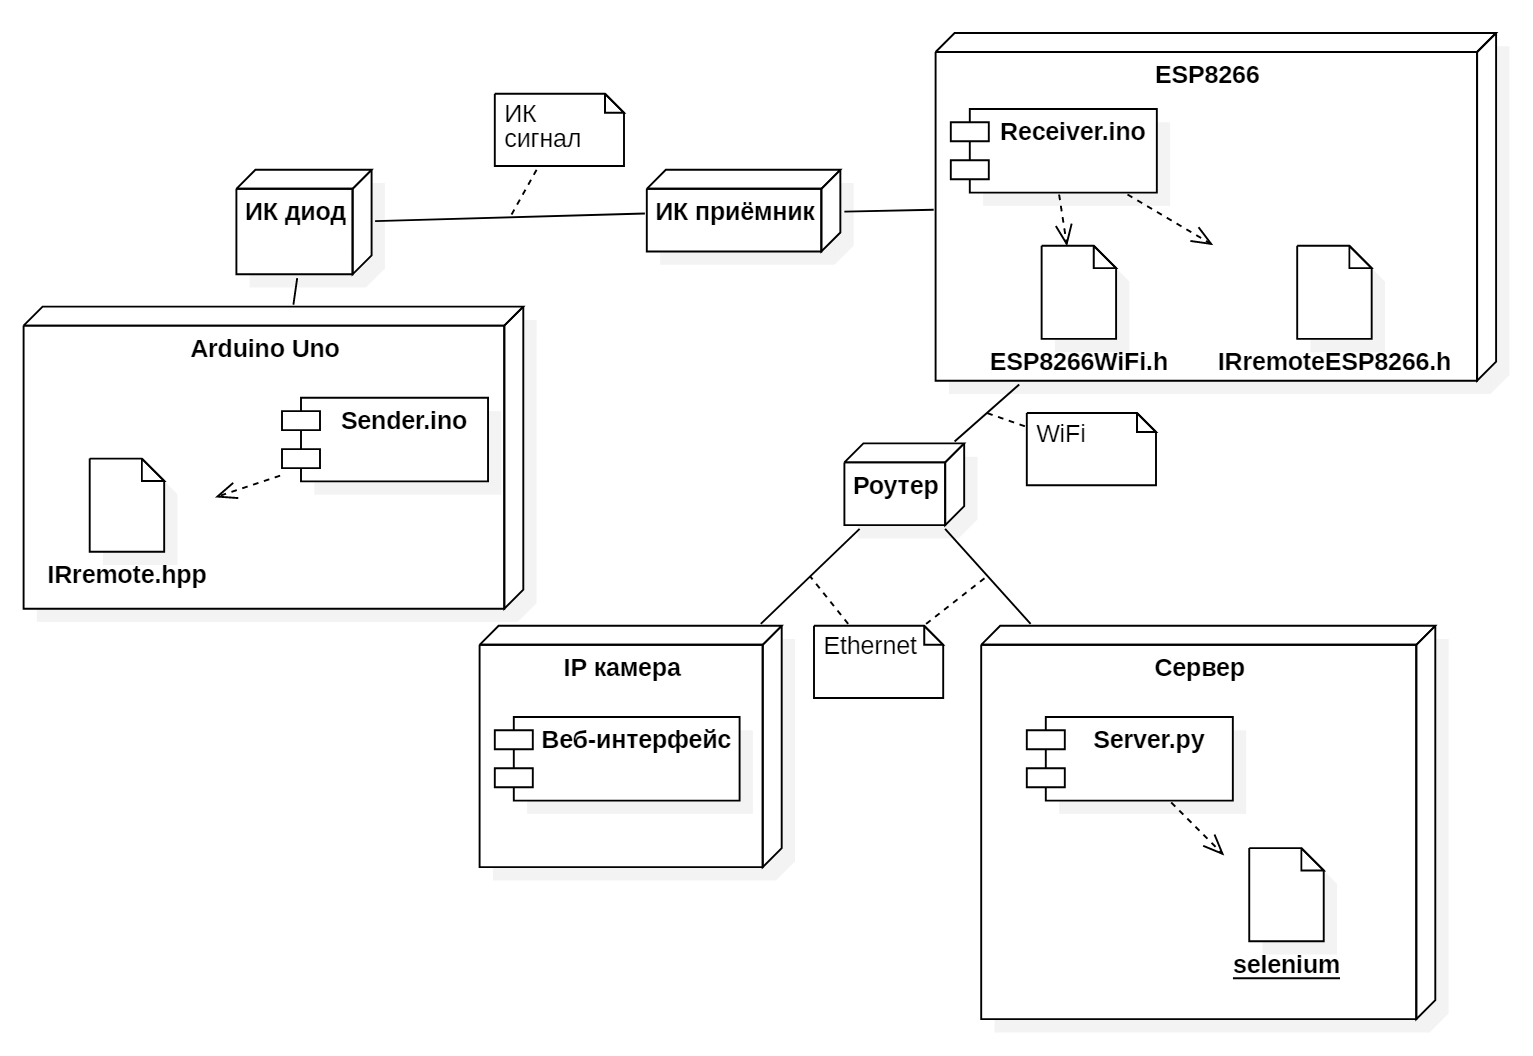 ESP8266
Receiver.ino
ИК
сигнал
ИК диод
ИК приёмник
ESP8266WiFi.h
IRremoteESP8266.h
Arduino Uno
Sender.ino
IRremote.hpp
WiFi
Роутер
Ethernet
IP камера
Веб-интерфейс
Сервер
Server.py
selenium